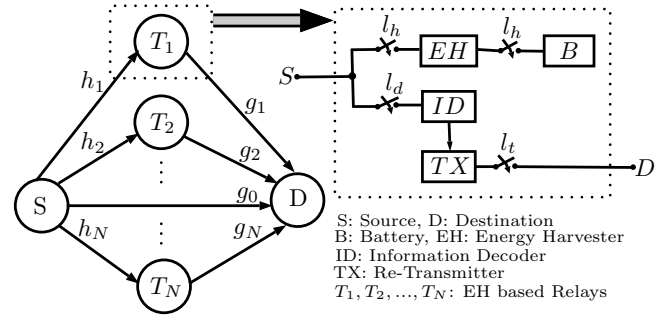 T₁
h₁
g₁
T₂
h₂
g₂
S
g₀
D
hN
gN
TN
S
lₕ
EH
lₕ
B
l_d
ID
TX
lₜ
D
S: Source, D: Destination
B: Battery, EH: Energy Harvester
ID: Information Decoder
TX: Re-Transmitter
T₁, T₂, ..., TN: EH based Relays